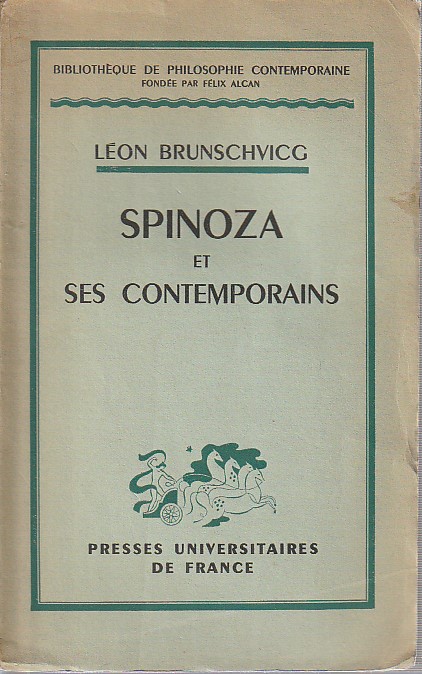 BIBLIOTHÈQUE DE PHILOSOPHIE CONTEMPORAINE
FONDÉE PAR FÉLIX ALCAN
LÉON BRUNSCHVICG
SPINOZA
ET
SES CONTEMPORAINS
PRESSES UNIVERSITAIRES
DE FRANCE